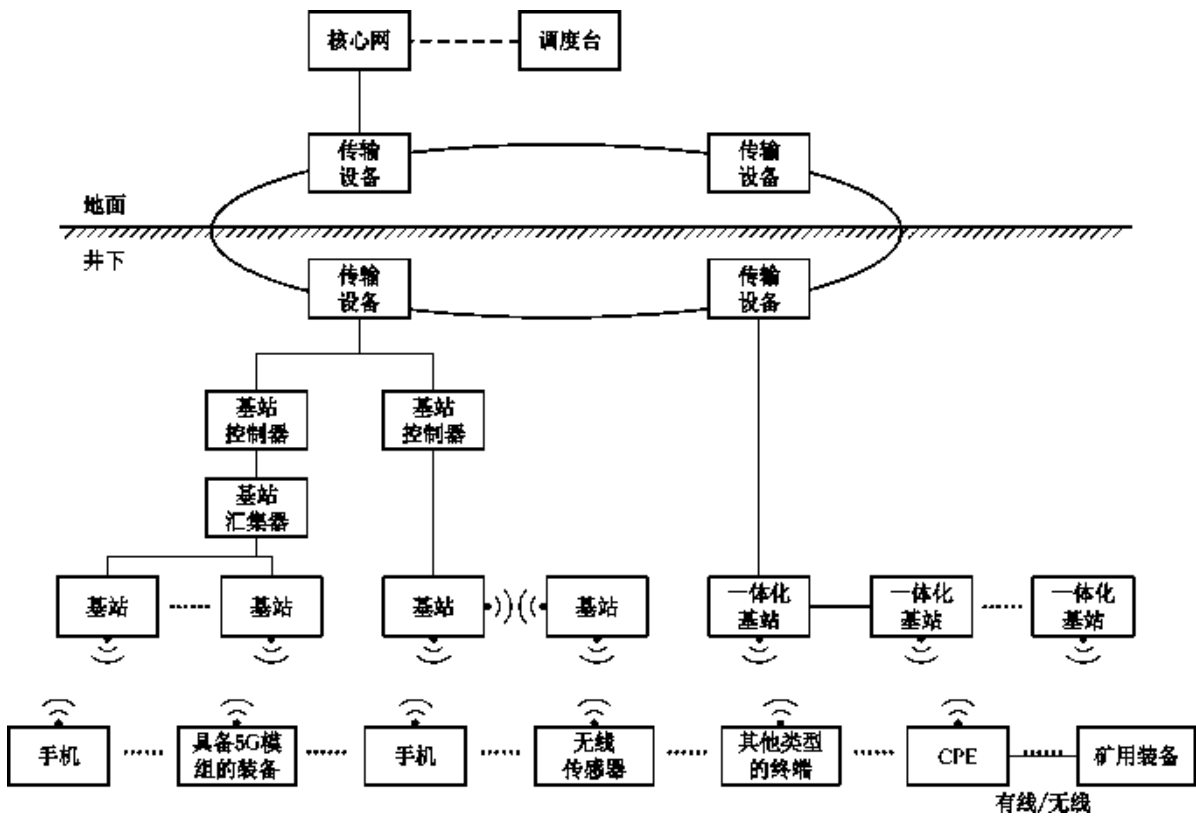 核心网
调度台
传输
设备
传输
设备
地面
井下
传输
设备
传输
设备
基站
控制器
基站
控制器
基站
汇集器
基站
基站
基站
基站
一体化
基站
一体化
基站
一体化
基站
手机
具备5G模
组的装备
手机
无线
传感器
其他类型
的终端
CPE
矿用装备
有线/无线